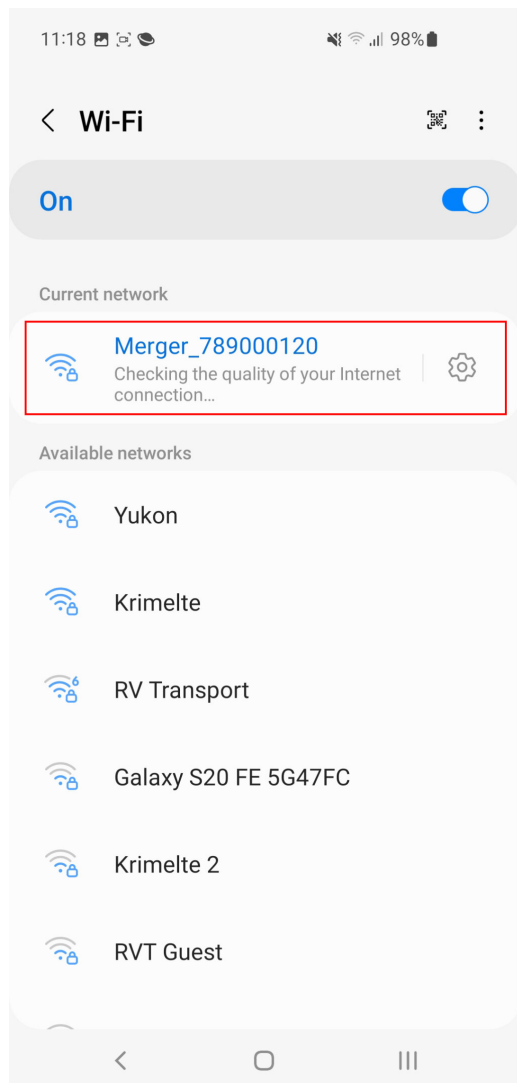 11:18 98%
Wi-Fi
On
Current network
Merger_789000120
Checking the quality of your Internet
connection...
Available networks
Yukon
Krimelte
6
RV Transport
Galaxy S20 FE 5G47FC
Krimelte 2
RVT Guest